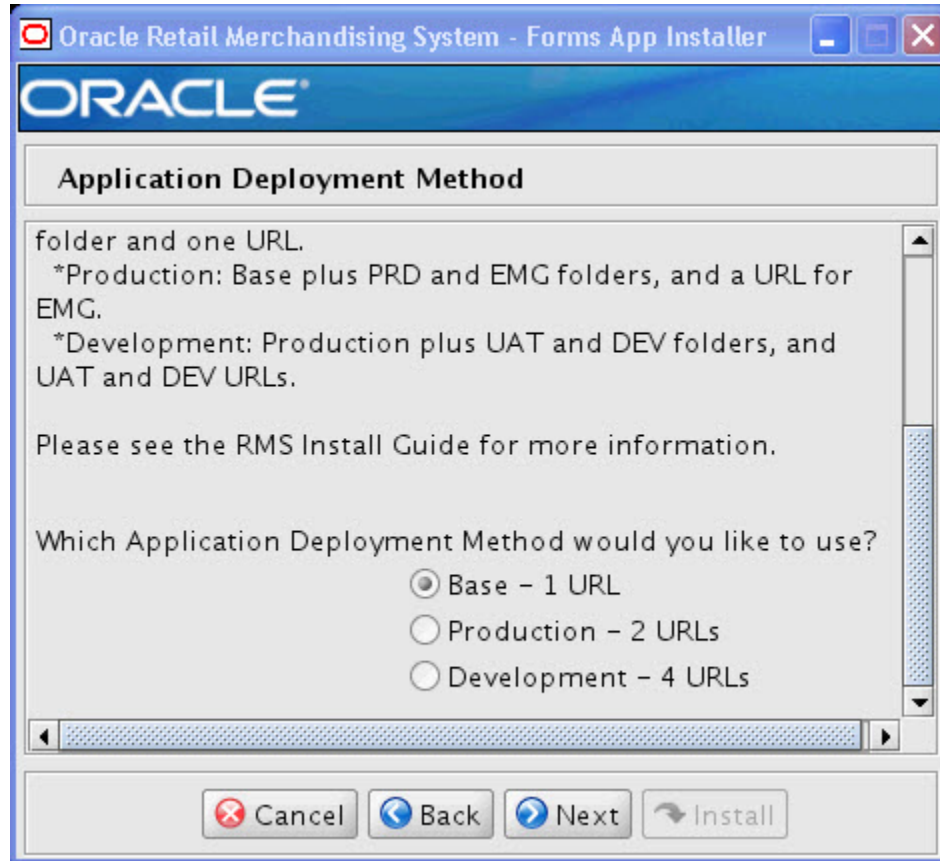 Oracle Retail Merchandising System - Forms App Installer
ORACLE
Application Deployment Method
folder and one URL.
*Production: Base plus PRD and EMG folders, and a URL for
EMG.
*Development: Production plus UAT and DEV folders, and
UAT and DEV URLs.
Please see the RMS Install Guide for more information.
Which Application Deployment Method would you like to use?
Base – 1 URL
Production – 2 URLs
Development – 4 URLs
Cancel Back Next Install